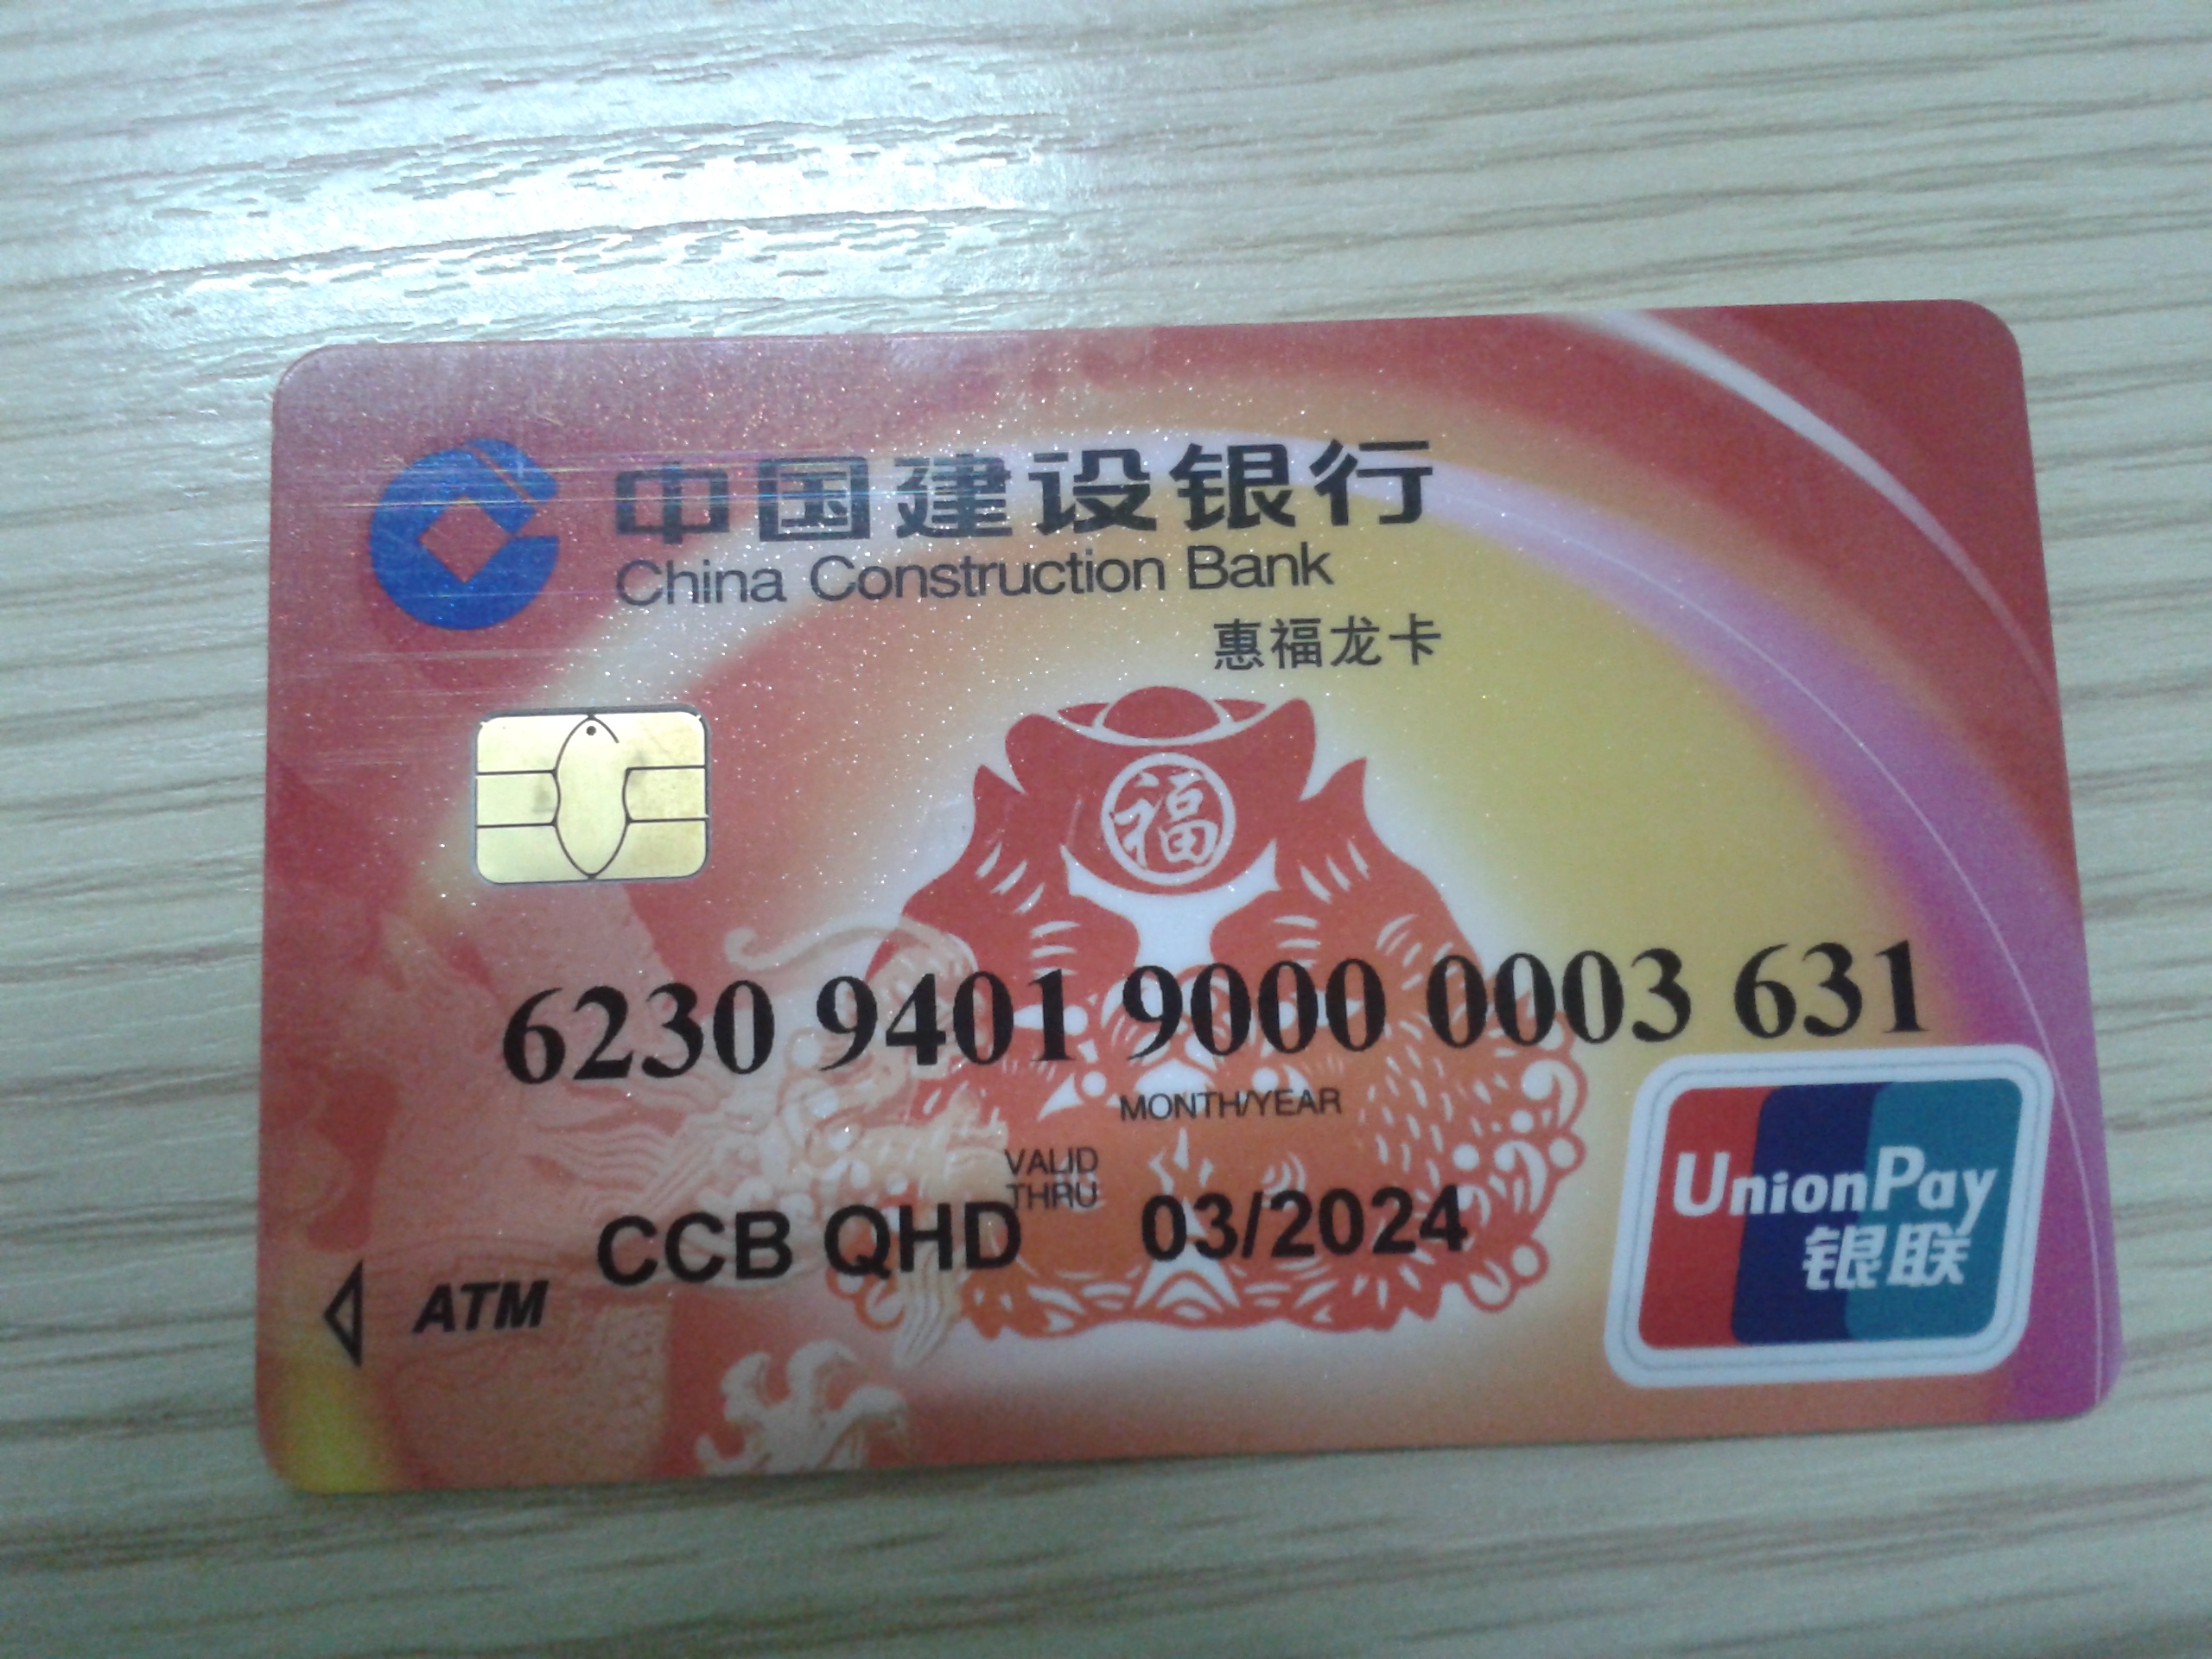 中国建设银行
China Construction Bank
惠福龙卡
福
6230 9401 9000 0003 631
MONTH/YEAR
VALID
THRU
CCB QHD 03/2024
ATM
UnionPay
银联